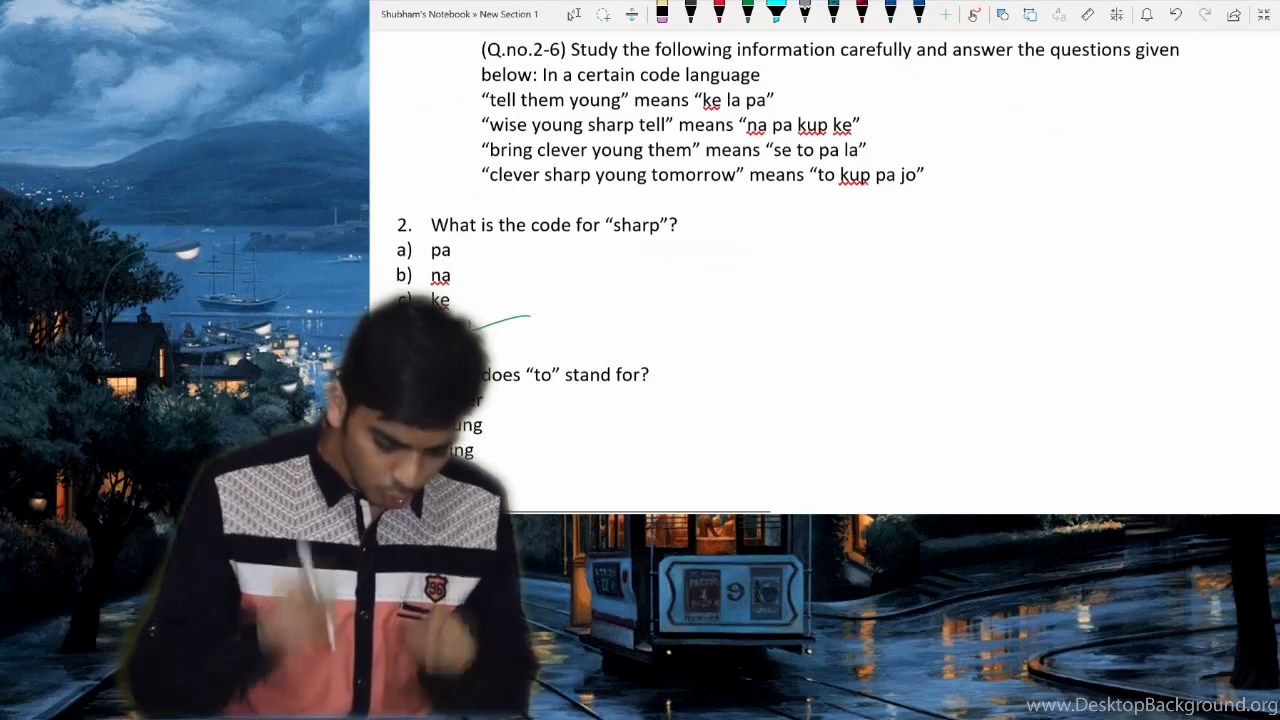 Shubham's Notebook » New Section 1
(Q.no.2-6) Study the following information carefully and answer the questions given
below: In a certain code language
“tell them young” means “ke la pa”
“wise young sharp tell” means “na pa kup ke”
“bring clever young them” means “se to pa la”
“clever sharp young tomorrow” means “to kup pa jo”
2. What is the code for “sharp”?
a) pa
b) na
c) ke
does “to” stand for?
96
9
www.DesktopBackground.org